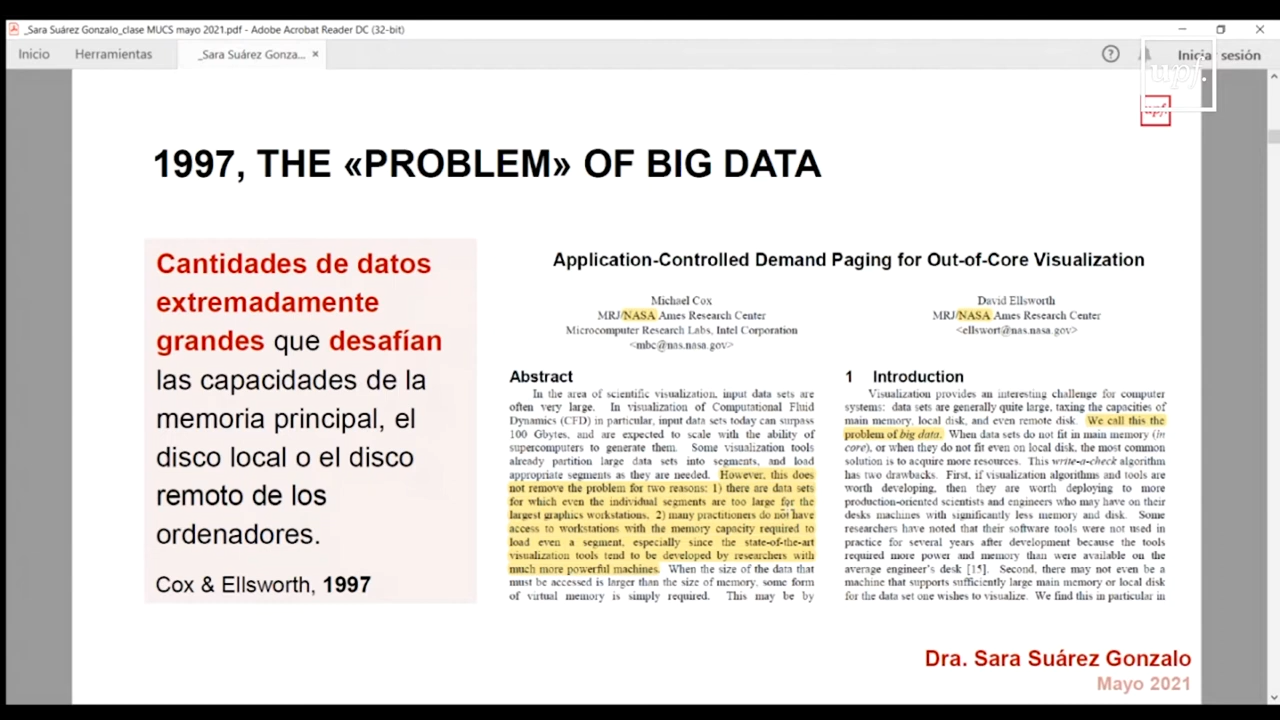 _Sara Suárez Gonzalo_clase MUCS mayo 2021.pdf - Adobe Acrobat Reader DC (32-bit)
Inicio
Herramientas
_Sara Suárez Gonza...
Iniciar sesión
upf.
upf.
1997, THE «PROBLEM» OF BIG DATA
Cantidades de datos
extremadamente
grandes que desafían
las capacidades de la
memoria principal, el
disco local o el disco
remoto de los
ordenadores.
Cox & Ellsworth, 1997
Application-Controlled Demand Paging for Out-of-Core Visualization
Michael Cox
MRJ/NASA Ames Research Center
Microcomputer Research Labs, Intel Corporation
<mbc@nas.nasa.gov>
David Ellsworth
MRJ/NASA Ames Research Center
<ellswort@nas.nasa.gov>
Abstract
In the area of scientific visualization, input data sets are
often very large. In visualization of Computational Fluid
Dynamics (CFD) in particular, input data sets today can surpass
100 Gbytes, and are expected to scale with the ability of
supercomputers to generate them. Some visualization tools
already partition large data sets into segments, and load
appropriate segments as they are needed. However, this does
not remove the problem for two reasons: 1) there are data sets
for which even the individual segments are too large for the
largest graphics workstations, 2) many practitioners do not have
access to workstations with the memory capacity required to
load even a segment, especially since the state-of-the-art
visualization tools tend to be developed by researchers with
much more powerful machines. When the size of the data that
must be accessed is larger than the size of memory, some form
of virtual memory is simply required. This may be by
1 Introduction
Visualization provides an interesting challenge for computer
systems: data sets are generally quite large, taxing the capacities of
main memory, local disk, and even remote disk. We call this the
problem of big data. When data sets do not fit in main memory (in
core), or when they do not fit even on local disk, the most common
solution is to acquire more resources. This write-a-check algorithm
has two drawbacks. First, if visualization algorithms and tools are
worth developing, then they are worth deploying to more
production-oriented scientists and engineers who may have on their
desks machines with significantly less memory and disk. Some
researchers have noted that their software tools were not used in
practice for several years after development because the tools
required more power and memory than were available on the
average engineer's desk [15]. Second, there may not even be a
machine that supports sufficiently large main memory or local disk
for the data set one wishes to visualize. We find this in particular in
Dra. Sara Suárez Gonzalo
Mayo 2021